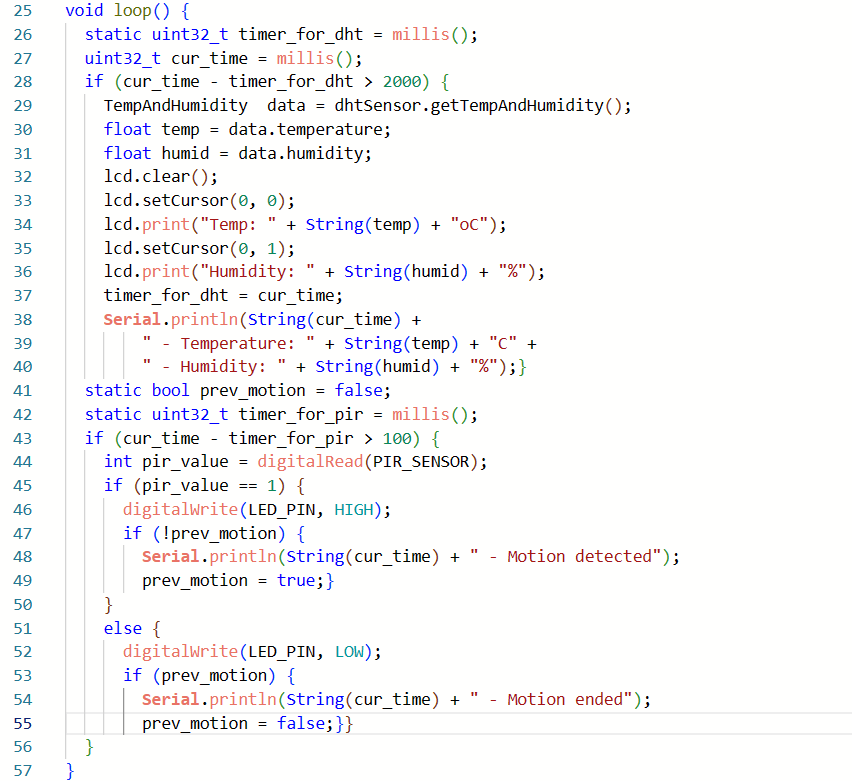 25 void loop() {
26   static uint32_t timer_for_dht = millis();
27   uint32_t cur_time = millis();
28   if (cur_time - timer_for_dht > 2000) {
29     TempAndHumidity  data = dhtSensor.getTempAndHumidity();
30     float temp = data.temperature;
31     float humid = data.humidity;
32     lcd.clear();
33     lcd.setCursor(0, 0);
34     lcd.print("Temp: " + String(temp) + "oC");
35     lcd.setCursor(0, 1);
36     lcd.print("Humidity: " + String(humid) + "%");
37     timer_for_dht = cur_time;
38     Serial.println(String(cur_time) +
39         " - Temperature: " + String(temp) + "C" +
40         " - Humidity: " + String(humid) + "%");}
41   static bool prev_motion = false;
42   static uint32_t timer_for_pir = millis();
43   if (cur_time - timer_for_pir > 100) {
44     int pir_value = digitalRead(PIR_SENSOR);
45     if (pir_value == 1) {
46       digitalWrite(LED_PIN, HIGH);
47       if (!prev_motion) {
48         Serial.println(String(cur_time) + " - Motion detected");
49         prev_motion = true;}
50     }
51     else {
52       digitalWrite(LED_PIN, LOW);
53       if (prev_motion) {
54         Serial.println(String(cur_time) + " - Motion ended");
55         prev_motion = false;}}
56   }
57 }